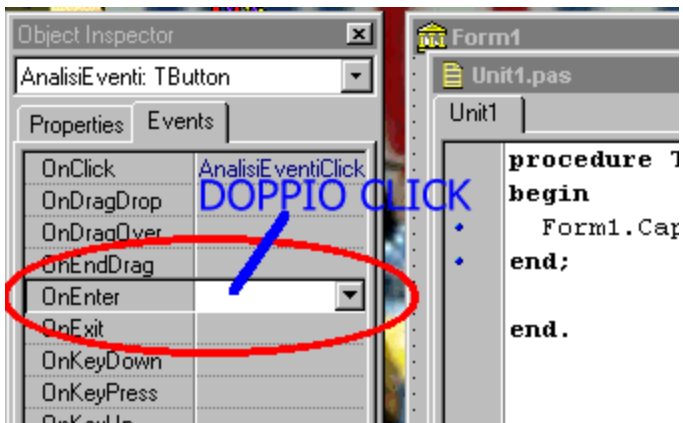 Object Inspector
AnalisiEventi: TButton
Properties Events
OnClick AnalisiEventiClick
DOPPIO CLICK
OnDragDrop
OnDragOver
OnEndDrag
OnEnter
OnExit
OnKeyDown
OnKeyPress
OnKeyUp
Form1
Unit1.pas
Unit1
procedure T
begin
Form1.Cap
end;
end.